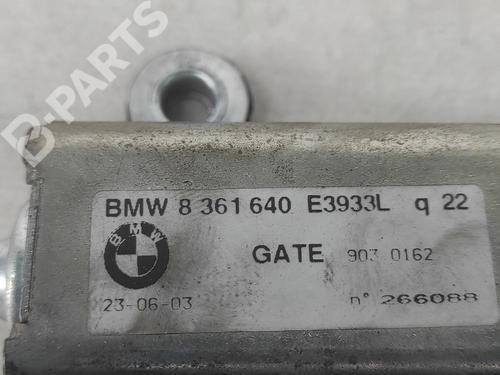 B-PARTS
BMW 8 361 640 E3933L q 22
BMW
GATE 903 0162
23-06-03 n° 266088